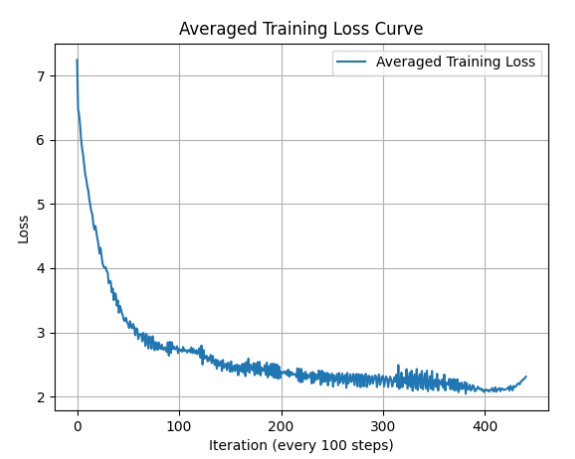 Averaged Training Loss Curve
Averaged Training Loss
7
6
5
4
3
2
Loss
0 100 200 300 400
Iteration (every 100 steps)